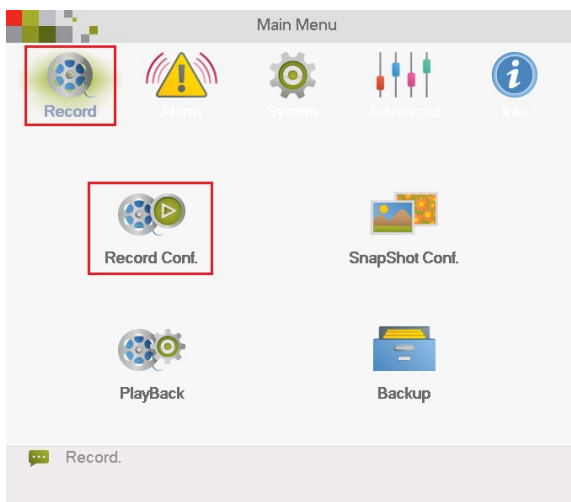 Main Menu
Record Alarm System Advanced Info
Record Conf. SnapShot Conf.
PlayBack Backup
Record.